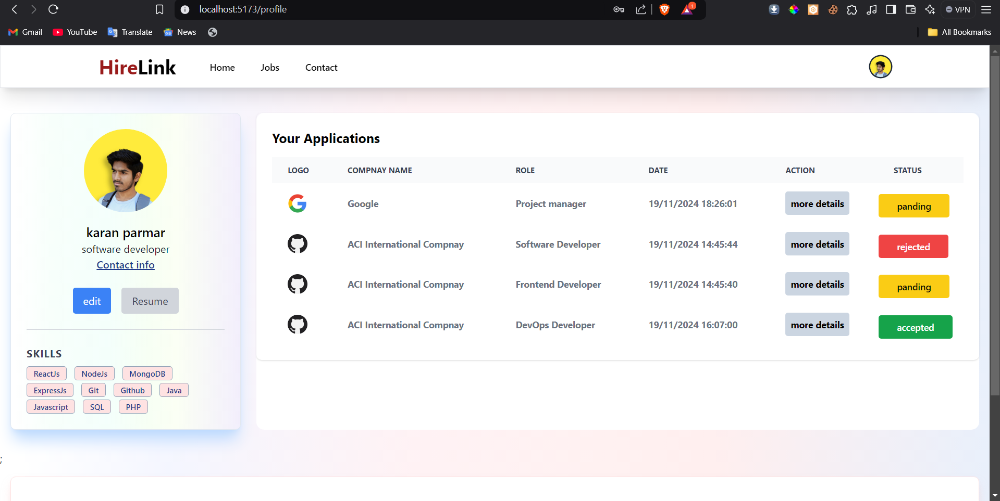 localhost:5173/profile
1
VPN
Gmail YouTube Translate News All Bookmarks
HireLink Home Jobs Contact
karan parmar
software developer
Contact info
edit Resume
SKILLS
ReactJs NodeJs MongoDB
ExpressJs Git Github Java
Javascript SQL PHP
Your Applications
LOGO COMPNAY NAME ROLE DATE ACTION STATUS
Google Project manager 19/11/2024 18:26:01 more details panding
ACI International Compnay Software Developer 19/11/2024 14:45:44 more details rejected
ACI International Compnay Frontend Developer 19/11/2024 14:45:40 more details panding
ACI International Compnay DevOps Developer 19/11/2024 16:07:00 more details accepted
;